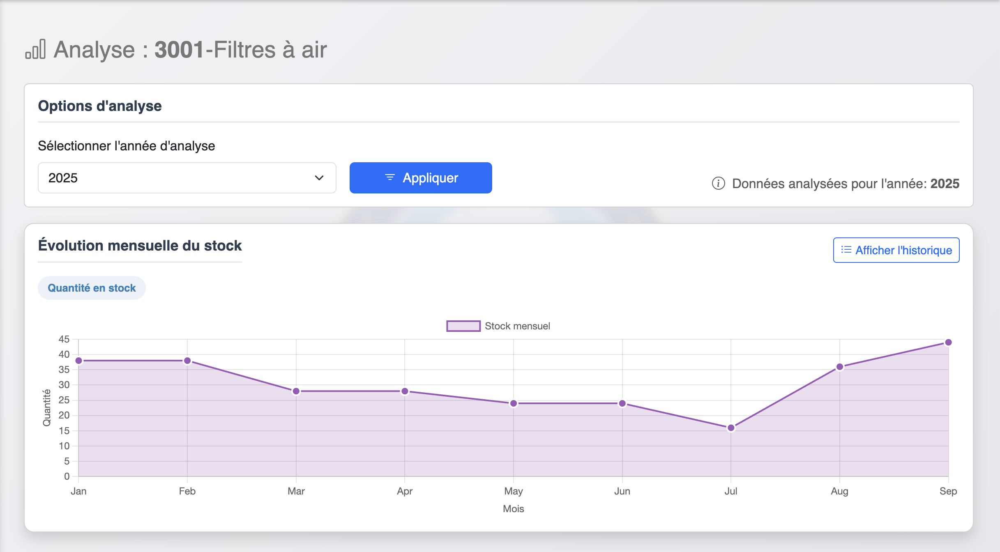 Analyse : 3001-Filtres à air
Options d'analyse
Sélectionner l'année d'analyse
2025
Appliquer
Données analysées pour l'année: 2025
Évolution mensuelle du stock
Afficher l'historique
Quantité en stock
Stock mensuel
45
40
35
30
25
20
15
10
5
0
Quantité
Jan Feb Mar Apr May Jun Jul Aug Sep
Mois